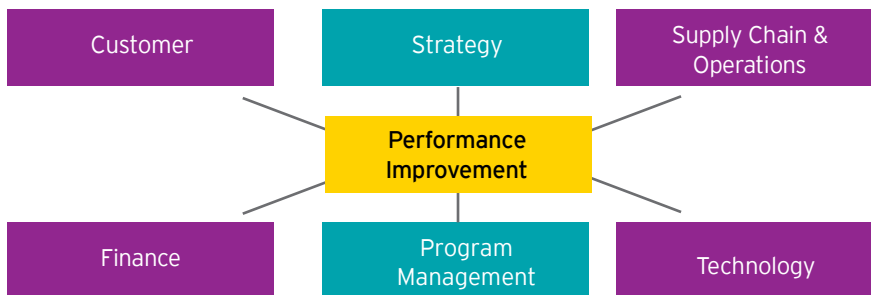 Customer
Strategy
Supply Chain &
Operations
Performance
Improvement
Finance
Program
Management
Technology